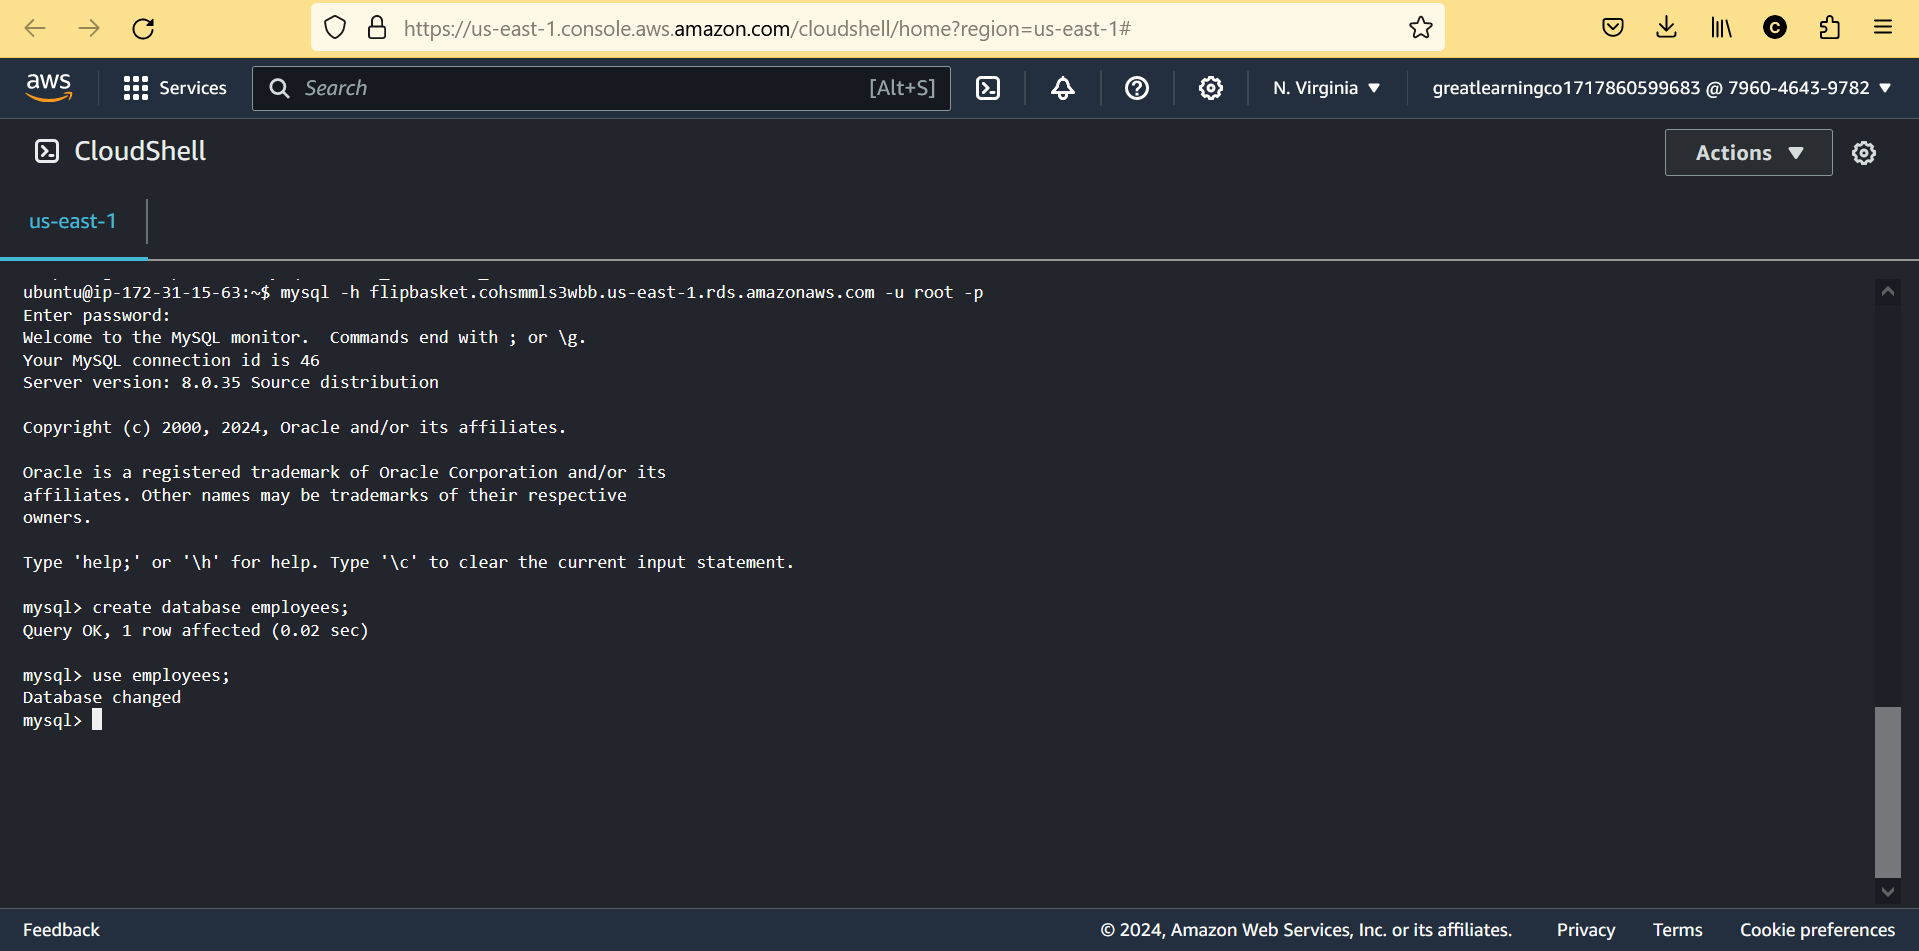 https://us-east-1.console.aws.amazon.com/cloudshell/home?region=us-east-1#
aws
Services
Search
[Alt+S]
N. Virginia
greatlearningco1717860599683 @ 7960-4643-9782
CloudShell
Actions
us-east-1
ubuntu@ip-172-31-15-63:~$ mysql -h flipbasket.cohsmmls3wbb.us-east-1.rds.amazonaws.com -u root -p
Enter password:
Welcome to the MySQL monitor.  Commands end with ; or \g.
Your MySQL connection id is 46
Server version: 8.0.35 Source distribution
Copyright (c) 2000, 2024, Oracle and/or its affiliates.
Oracle is a registered trademark of Oracle Corporation and/or its
affiliates. Other names may be trademarks of their respective
owners.
Type 'help;' or '\h' for help. Type '\c' to clear the current input statement.
mysql> create database employees;
Query OK, 1 row affected (0.02 sec)
mysql> use employees;
Database changed
mysql>
Feedback
© 2024, Amazon Web Services, Inc. or its affiliates.
Privacy
Terms
Cookie preferences